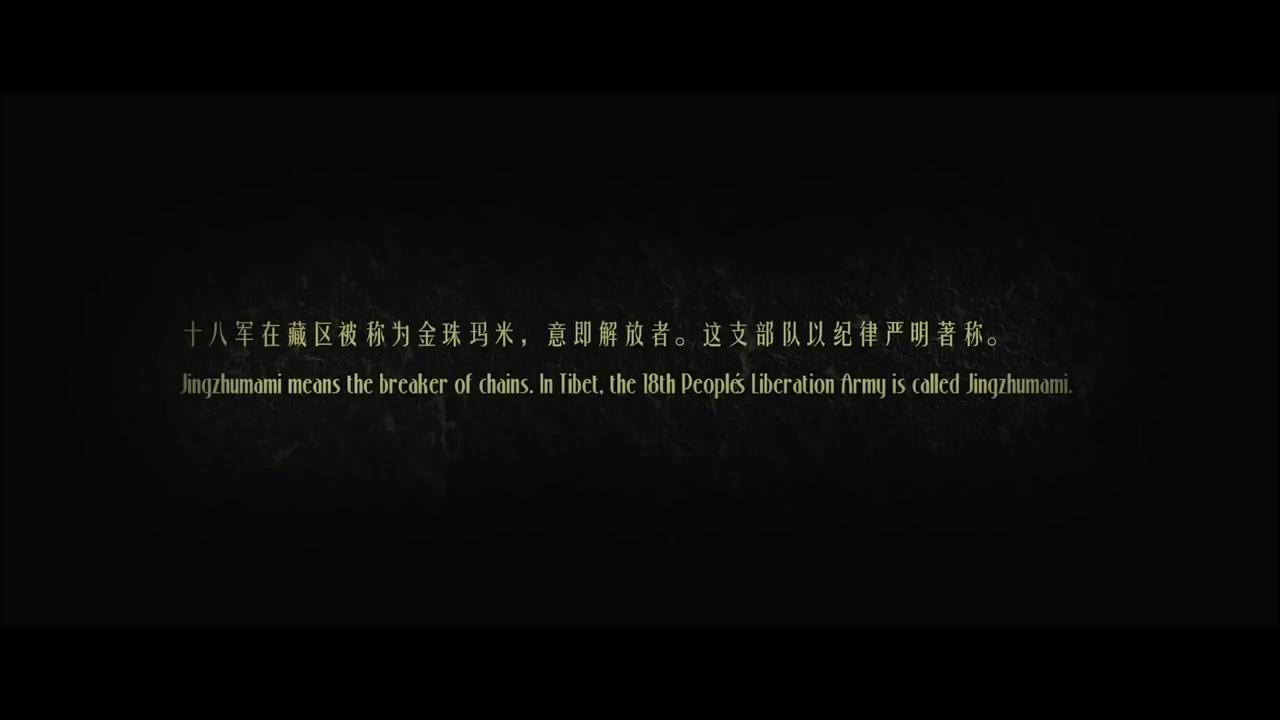 十八军在藏区被称为金珠玛米，意即解放者。这支部队以纪律严明著称。
Jingzhumami means the breaker of chains. In Tibet, the 18th People's Liberation Army is called Jingzhumami.